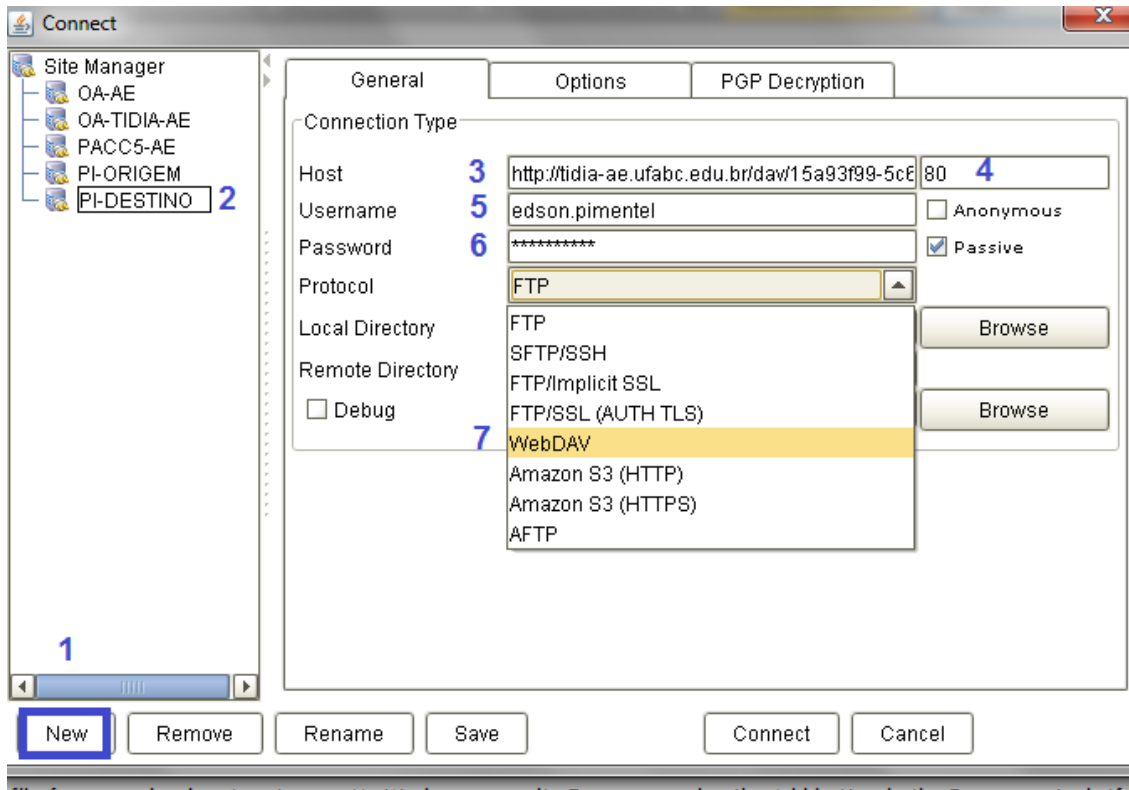 Connect
X
Site Manager
OA-AE
OA-TIDIA-AE
PACC5-AE
PI-ORIGEM
PI-DESTINO 2
1
General Options PGP Decryption
Connection Type
Host 3 http://tidia-ae.ufabc.edu.br/dav/15a93f99-5c6 80 4
Username 5 edson.pimentel Anonymous
Password 6 ********** Passive
Protocol FTP
Local Directory Browse
Remote Directory
Debug Browse
FTP
SFTP/SSH
FTP/Implicit SSL
FTP/SSL (AUTH TLS)
7 WebDAV
Amazon S3 (HTTP)
Amazon S3 (HTTPS)
AFTP
New Remove Rename Save Connect Cancel